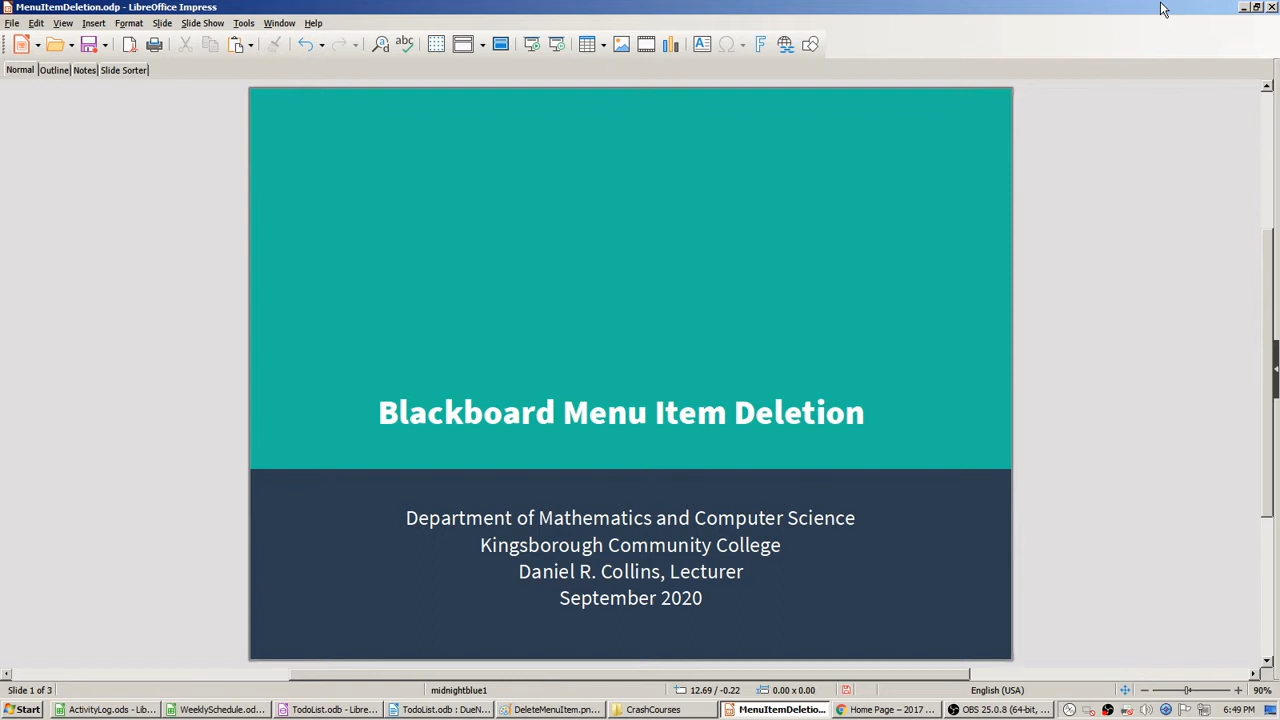 MenuItemDeletion.odp - LibreOffice Impress
File Edit View Insert Format Slide Slide Show Tools Window Help
Normal Outline Notes Slide Sorter
Blackboard Menu Item Deletion
Department of Mathematics and Computer Science
Kingsborough Community College
Daniel R. Collins, Lecturer
September 2020
Slide 1 of 3 midnightblue1 12.69 / -0.22 0.00 x 0.00 English (USA) 90%
Start ActivityLog.ods - Lib... WeeklySchedule.od... TodoList.odb - Libre... TodoList.odb : DueN... DeleteMenuItem.pn... CrashCourses MenuItemDeletion.... Home Page – 2017 ... OBS 25.0.8 (64-bit, ... 6:49 PM